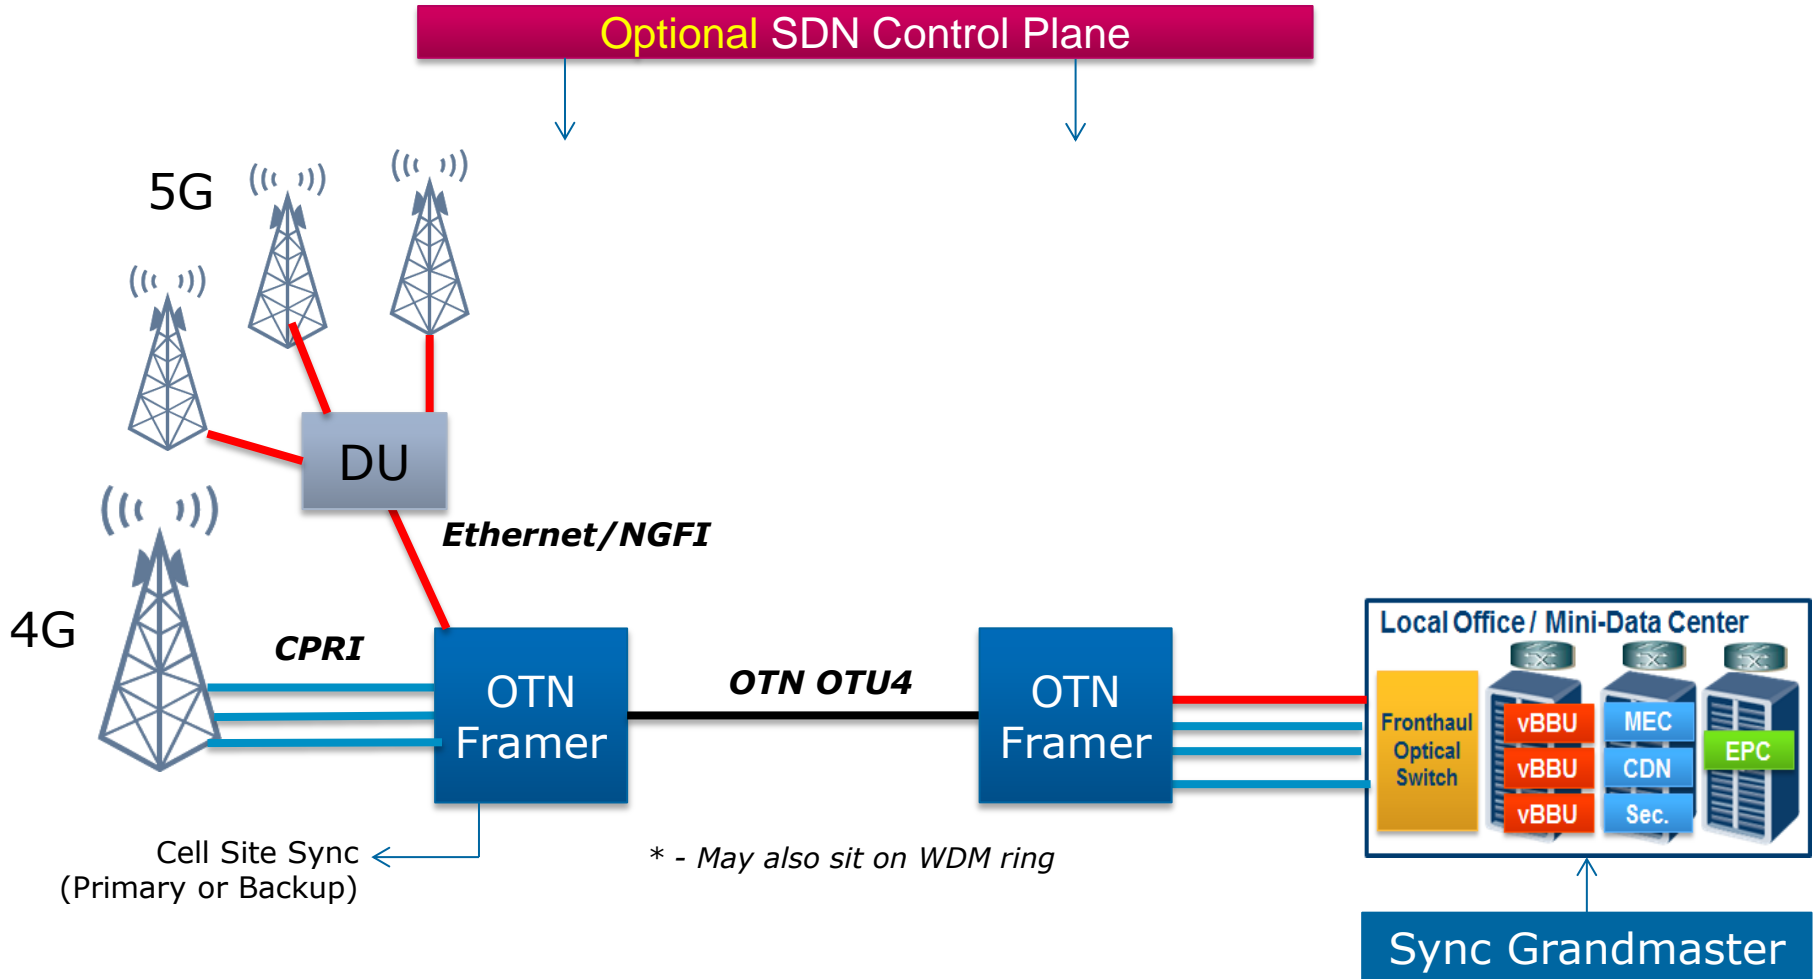 Optional SDN Control Plane
5G
DU
Ethernet/NGFI
4G
CPRI
OTN
Framer
OTN OTU4
OTN
Framer
Local Office / Mini-Data Center
Fronthaul
Optical
Switch
vBBU
vBBU
vBBU
MEC
CDN
Sec.
EPC
Cell Site Sync
(Primary or Backup)
* - May also sit on WDM ring
Sync Grandmaster